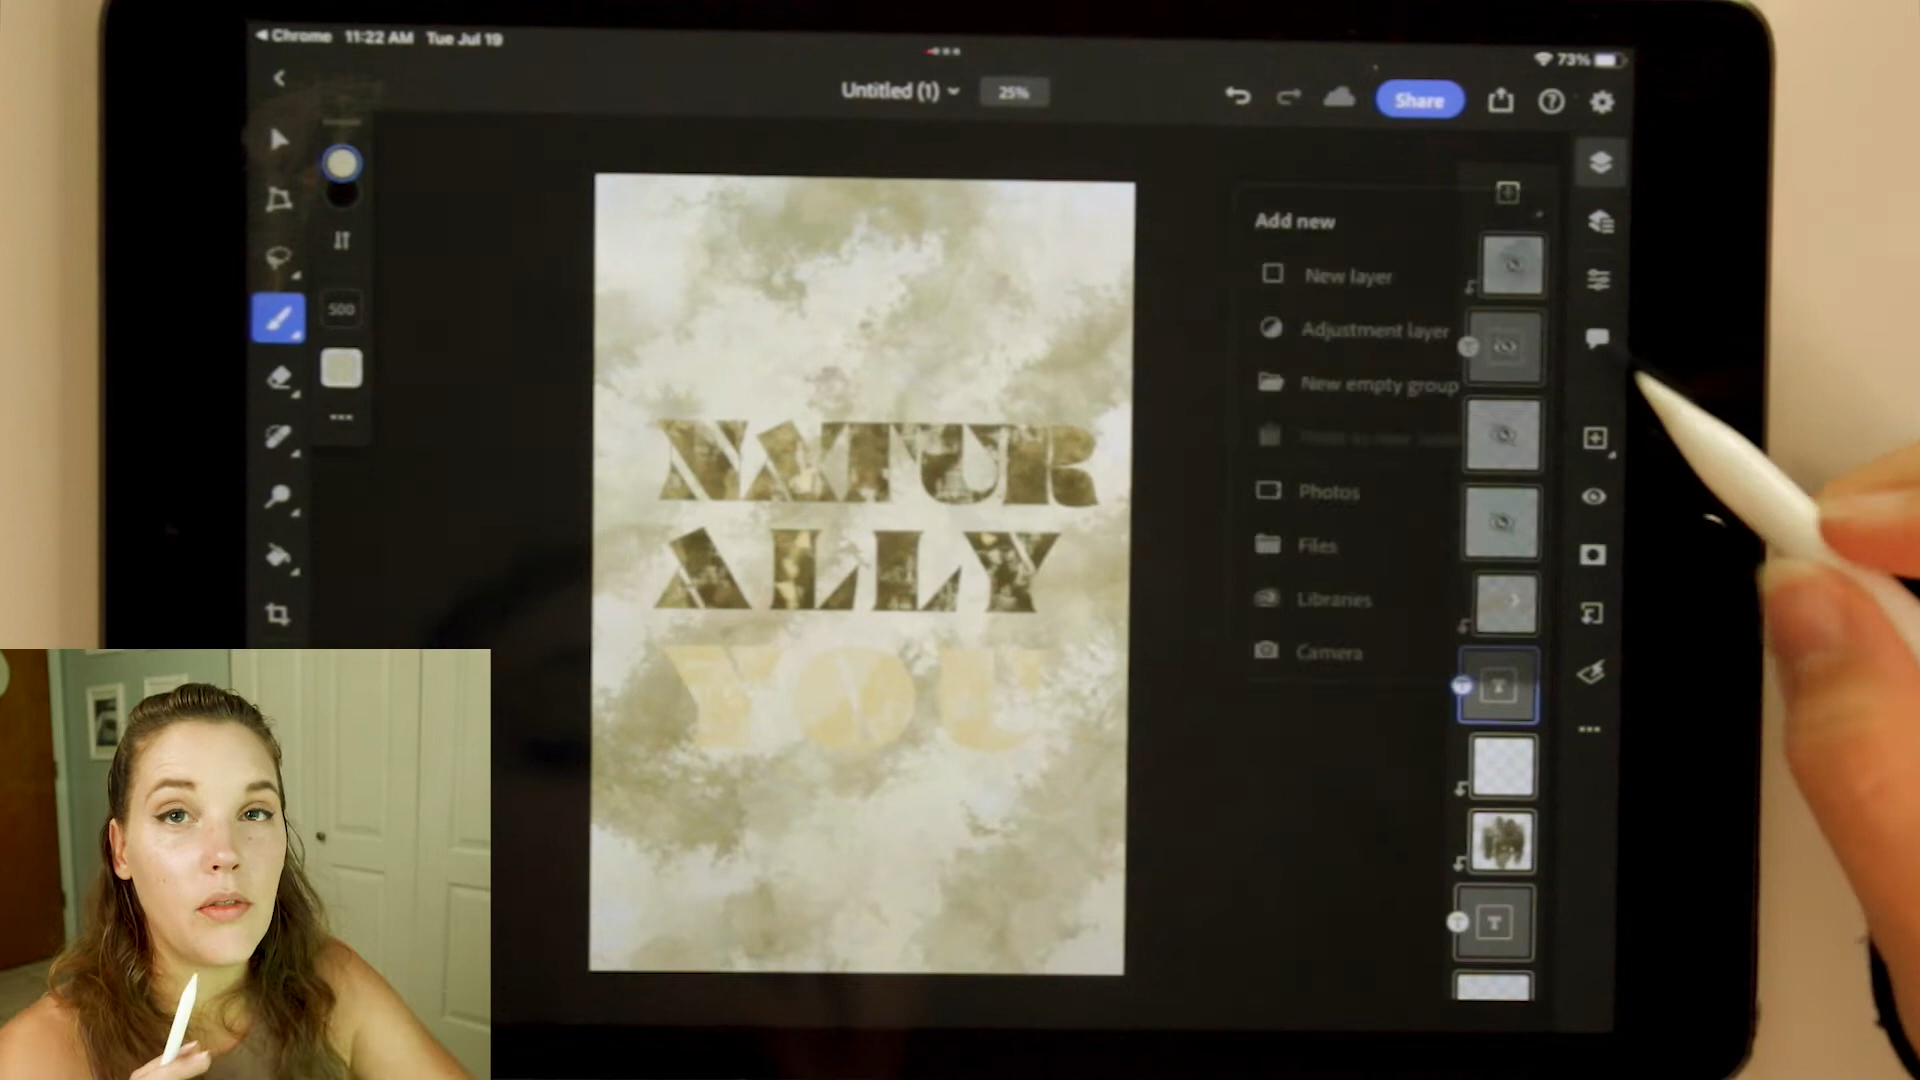 Chrome 11:22 AM Tue Jul 19
73%
Untitled (1)
25%
Share
500
Add new
New layer
Adjustment layer
New empty group
Photos
Files
Libraries
Camera
NATUR
ALLY
YOU
T
T